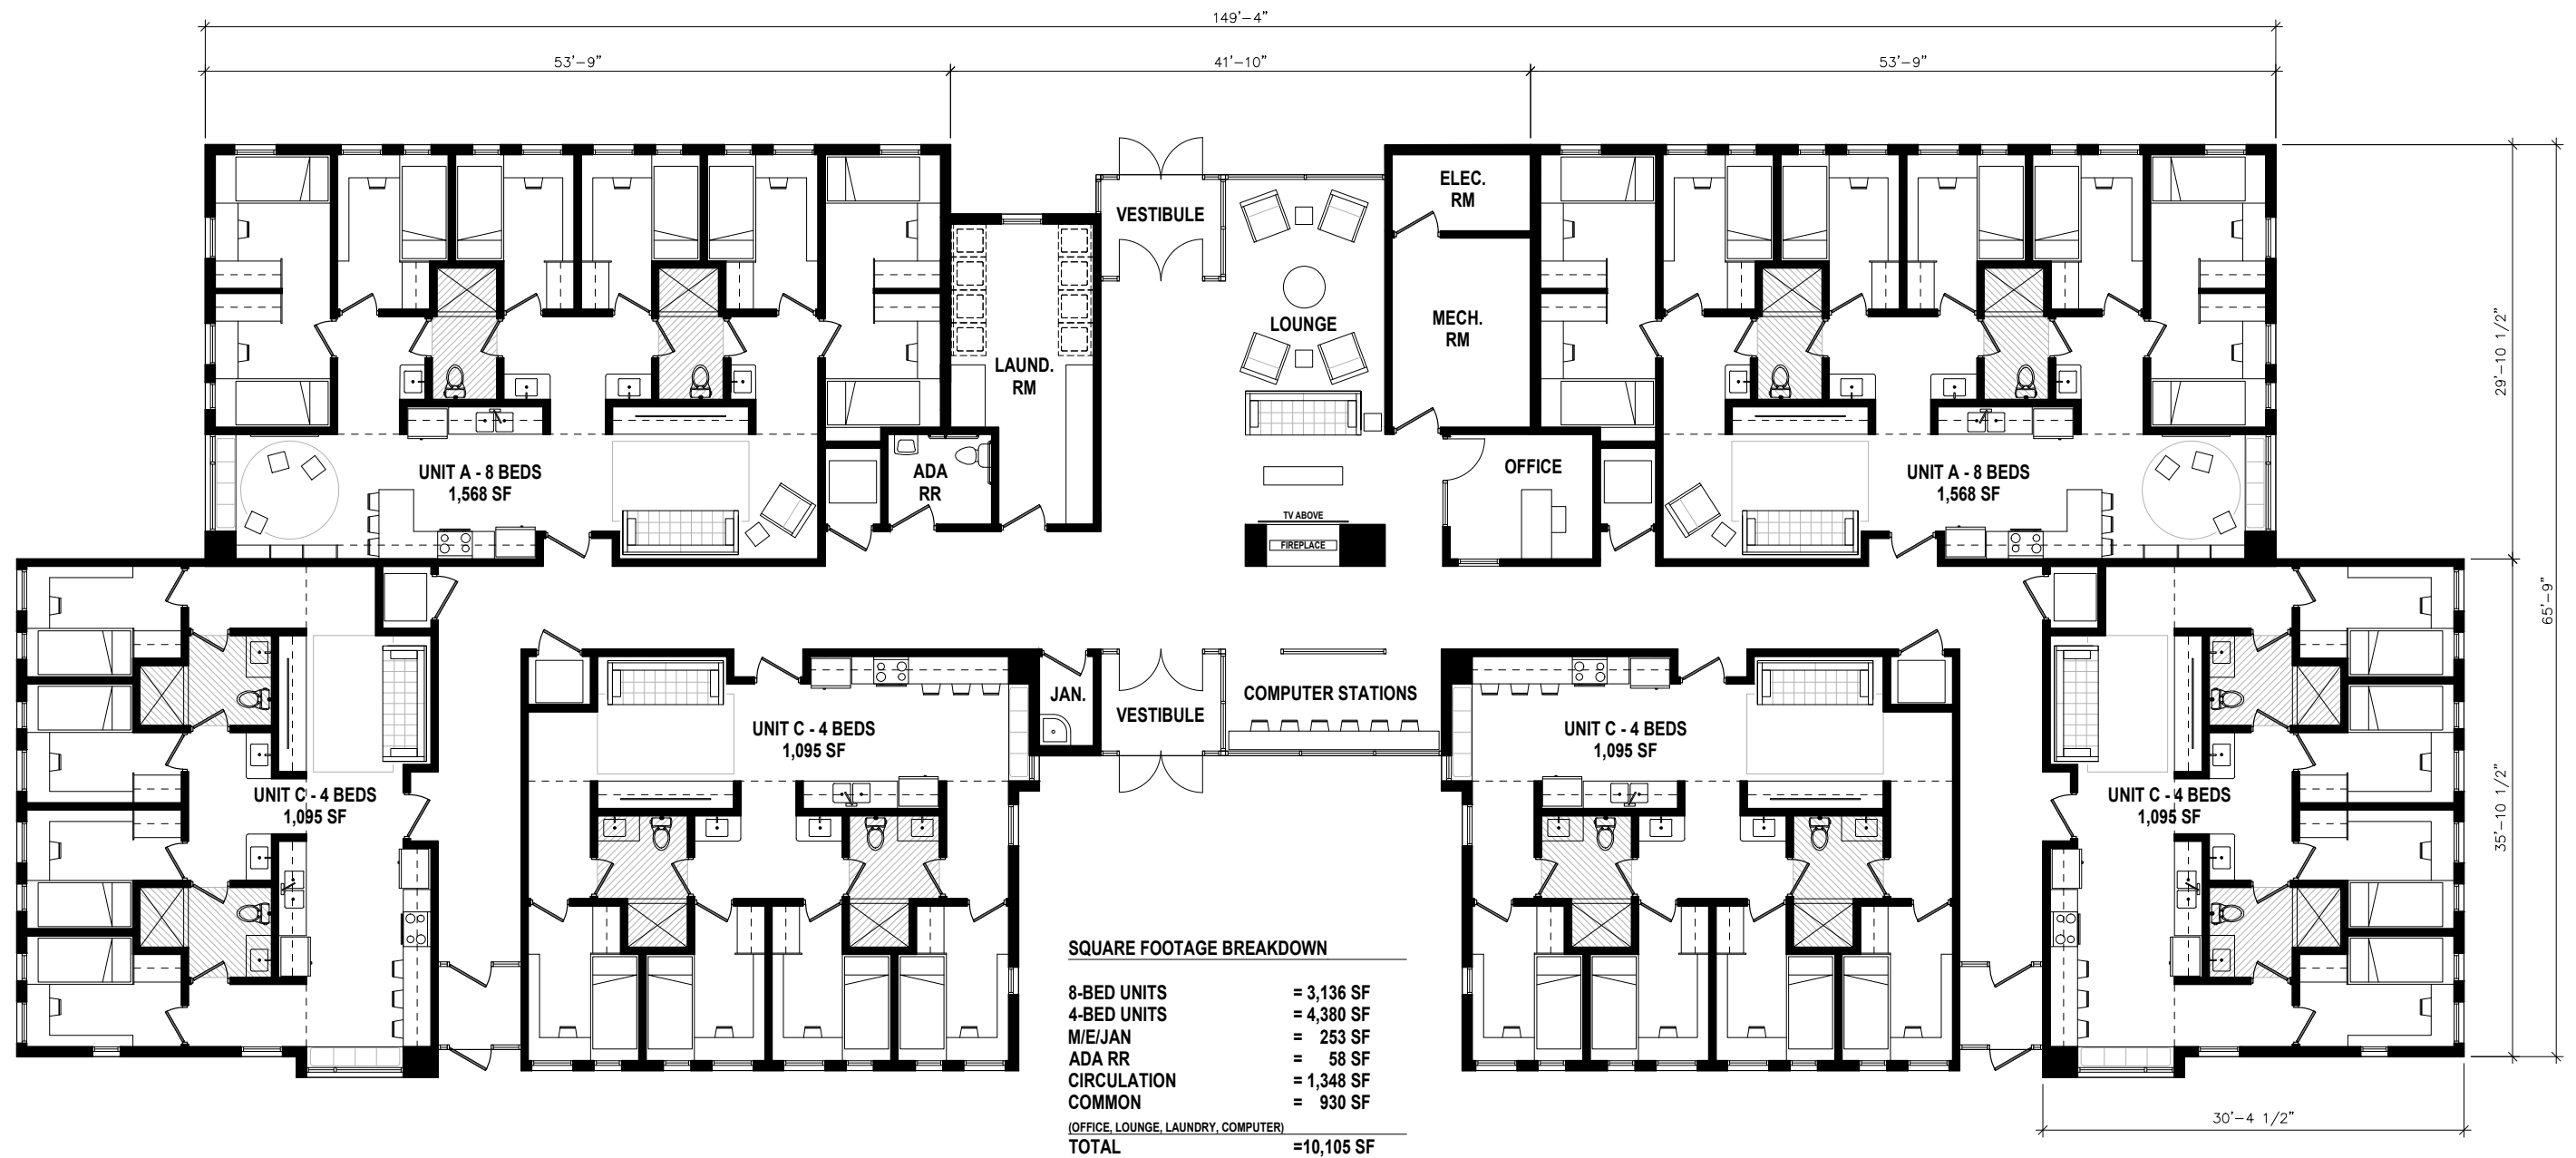 149'-4"
53'-9"
41'-10"
53'-9"
ELEC.
RM
VESTIBULE
LOUNGE
MECH.
RM
LAUND.
RM
29'-10 1/2"
65'-9"
UNIT A - 8 BEDS
1,568 SF
ADA
RR
OFFICE
UNIT A - 8 BEDS
1,568 SF
TV ABOVE
FIREPLACE
JAN.
VESTIBULE
COMPUTER STATIONS
UNIT C - 4 BEDS
1,095 SF
UNIT C - 4 BEDS
1,095 SF
UNIT C - 4 BEDS
1,095 SF
UNIT C - 4 BEDS
1,095 SF
35'-10 1/2"
SQUARE FOOTAGE BREAKDOWN
8-BED UNITS = 3,136 SF
4-BED UNITS = 4,380 SF
M/E/JAN = 253 SF
ADA RR = 58 SF
CIRCULATION = 1,348 SF
COMMON = 930 SF
(OFFICE, LOUNGE, LAUNDRY, COMPUTER)
TOTAL =10,105 SF
30'-4 1/2"